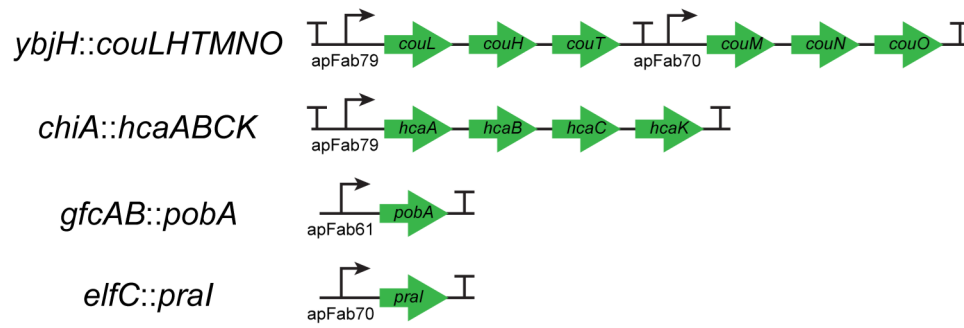 ybjH::couLHTMNO
couL couH couT couM couN couO
apFab79 apFab70
chiA::hcaABCK
hcaA hcaB hcaC hcaK
apFab79
gfcAB::pobA
pobA
apFab61
elfC::praI
praI
apFab70